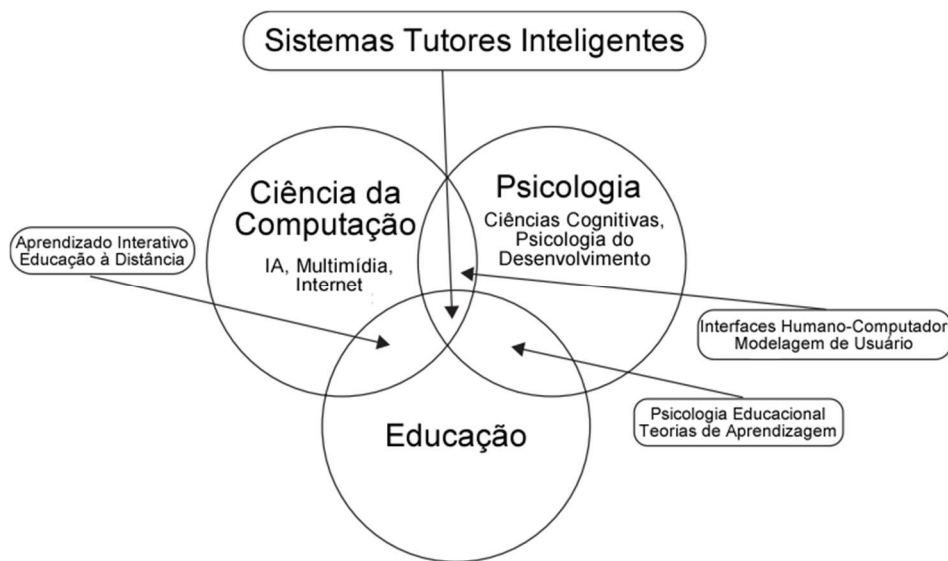 Sistemas Tutores Inteligentes
Ciência da
Computação
IA, Multimídia,
Internet
Psicologia
Ciências Cognitivas,
Psicologia do
Desenvolvimento
Aprendizado Interativo
Educação à Distância
Interfaces Humano-Computador
Modelagem de Usuário
Psicologia Educacional
Teorias de Aprendizagem
Educação